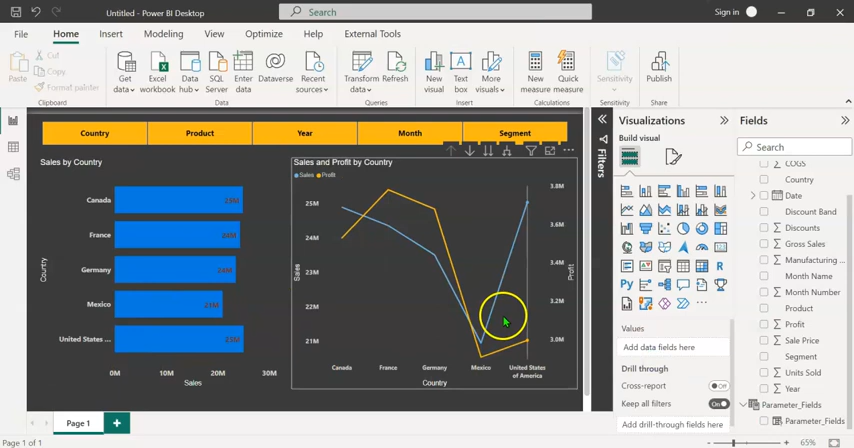 Untitled - Power BI Desktop
Search
Sign in
File
Home
Insert
Modeling
View
Optimize
Help
External Tools
Paste
Cut
Copy
Format painter
Clipboard
Get data
Excel workbook
Data hub
SQL Server
Enter data
Dataverse
Recent sources
Data
Transform data
Refresh
Queries
New visual
Text box
More visuals
Insert
New measure
Quick measure
Calculations
Sensitivity
Sensitivity
Publish
Share
Country
Product
Year
Month
Segment
Sales by Country
Country
Canada
25M
France
24M
Germany
24M
Mexico
21M
United States ...
25M
0M
10M
20M
30M
Sales
Sales and Profit by Country
Sales
Profit
25M
24M
23M
22M
21M
Sales
3.8M
3.6M
3.4M
3.2M
3.0M
Profit
Canada
France
Germany
Mexico
United States
of America
Country
Filters
Visualizations
Build visual
Values
Add data fields here
Drill through
Cross-report
Off
Keep all filters
On
Add drill-through fields here
Fields
Search
COGS
Country
Date
Discount Band
Discounts
Gross Sales
Manufacturing ...
Month Name
Month Number
Product
Profit
Sale Price
Segment
Units Sold
Year
Parameter_Fields
Parameter_Fields
Page 1
Page 1 of 1
65%